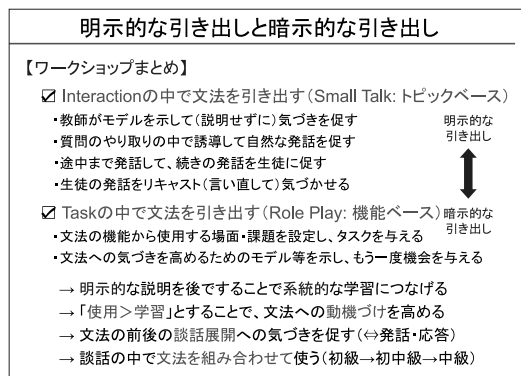 明示的な引き出しと暗示的な引き出し
【ワークショップまとめ】
☑ Interactionの中で文法を引き出す(Small Talk: トピックベース)
・教師がモデルを示して(説明せずに)気づきを促す
・質問のやり取りの中で誘導して自然な発話を促す
・途中まで発話して、続きの発話を生徒に促す
・生徒の発話をリキャスト(言い直して)気づかせる
明示的な
引き出し
☑ Taskの中で文法を引き出す(Role Play: 機能ベース)
・文法の機能から使用する場面・課題を設定し、タスクを与える
・文法への気づきを高めるためのモデル等を示し、もう一度機会を与える
暗示的な
引き出し
→ 明示的な説明を後ですることで系統的な学習につなげる
→「使用>学習」とすることで、文法への動機づけを高める
→ 文法の前後の談話展開への気づきを促す(⇔発話・応答)
→ 談話の中で文法を組み合わせて使う(初級→初中級→中級)